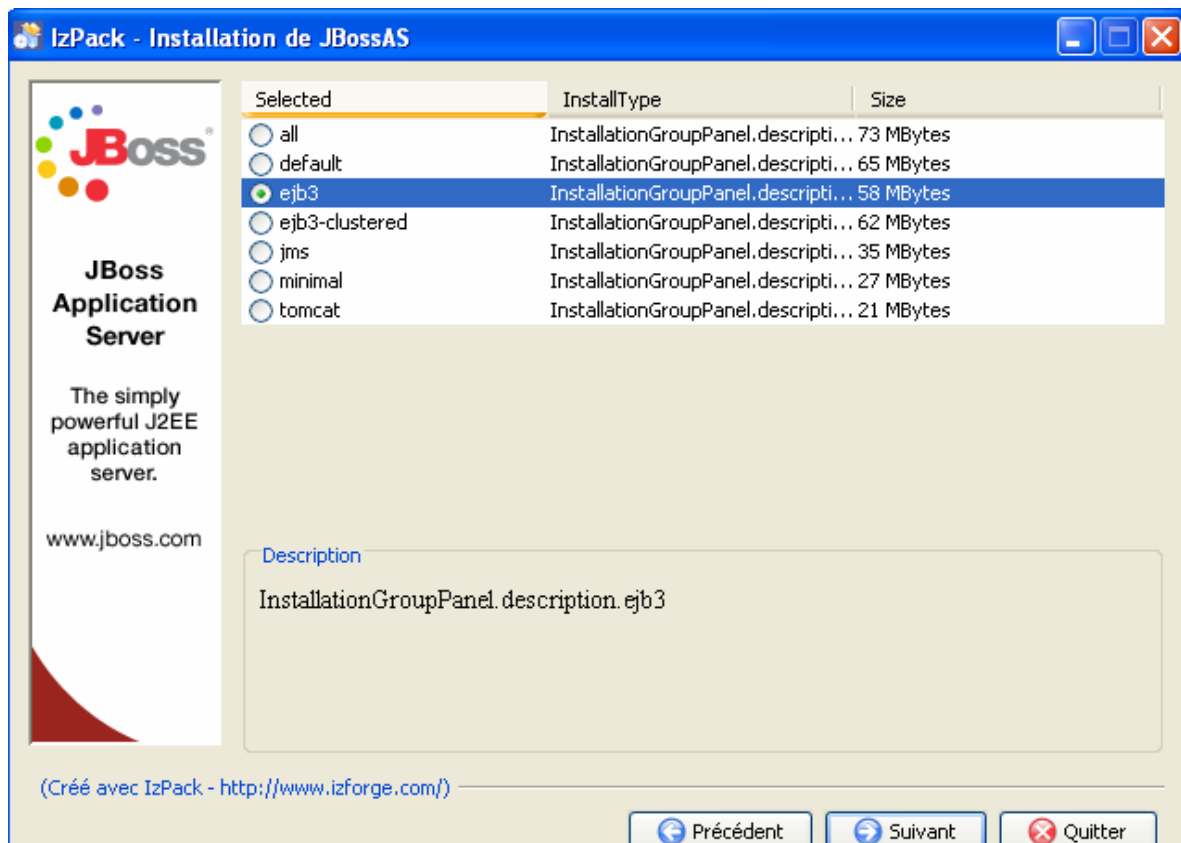 IzPack - Installation de JBossAS
JBoss®
JBoss
Application
Server
The simply
powerful J2EE
application
server.
www.jboss.com
Selected InstallType Size
all InstallationGroupPanel.descripti... 73 MBytes
default InstallationGroupPanel.descripti... 65 MBytes
ejb3 InstallationGroupPanel.descripti... 58 MBytes
ejb3-clustered InstallationGroupPanel.descripti... 62 MBytes
jms InstallationGroupPanel.descripti... 35 MBytes
minimal InstallationGroupPanel.descripti... 27 MBytes
tomcat InstallationGroupPanel.descripti... 21 MBytes
Description
InstallationGroupPanel.description.ejb3
(Créé avec IzPack - http://www.izforge.com/)
Précédent Suivant Quitter